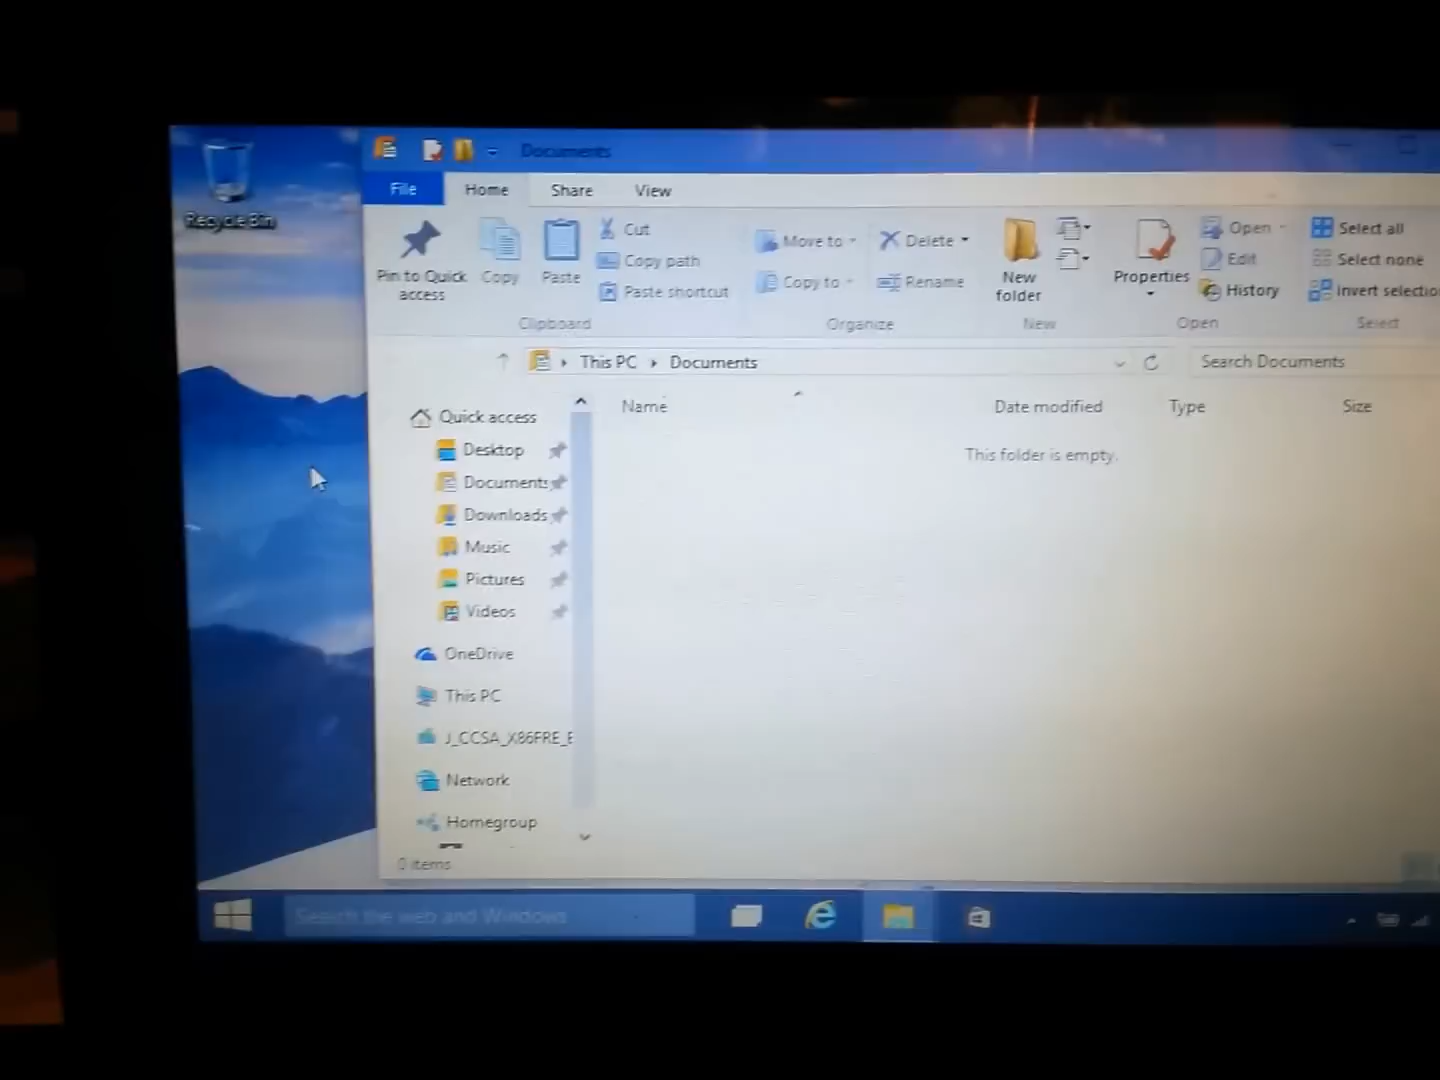 Recycle Bin
Documents
File Home Share View
Pin to Quick access
Copy
Paste
Cut
Copy path
Paste shortcut
Clipboard
Move to
Copy to
Delete
Rename
Organize
New folder
New
Properties
Open
Edit
History
Open
Select all
Select none
Invert selectio
Select
This PC Documents
Search Documents
Name Date modified Type Size
This folder is empty.
Quick access
Desktop
Documents
Downloads
Music
Pictures
Videos
OneDrive
This PC
J_CCSA_X86FRE_E
Network
Homegroup
0 items
Search the web and Windows